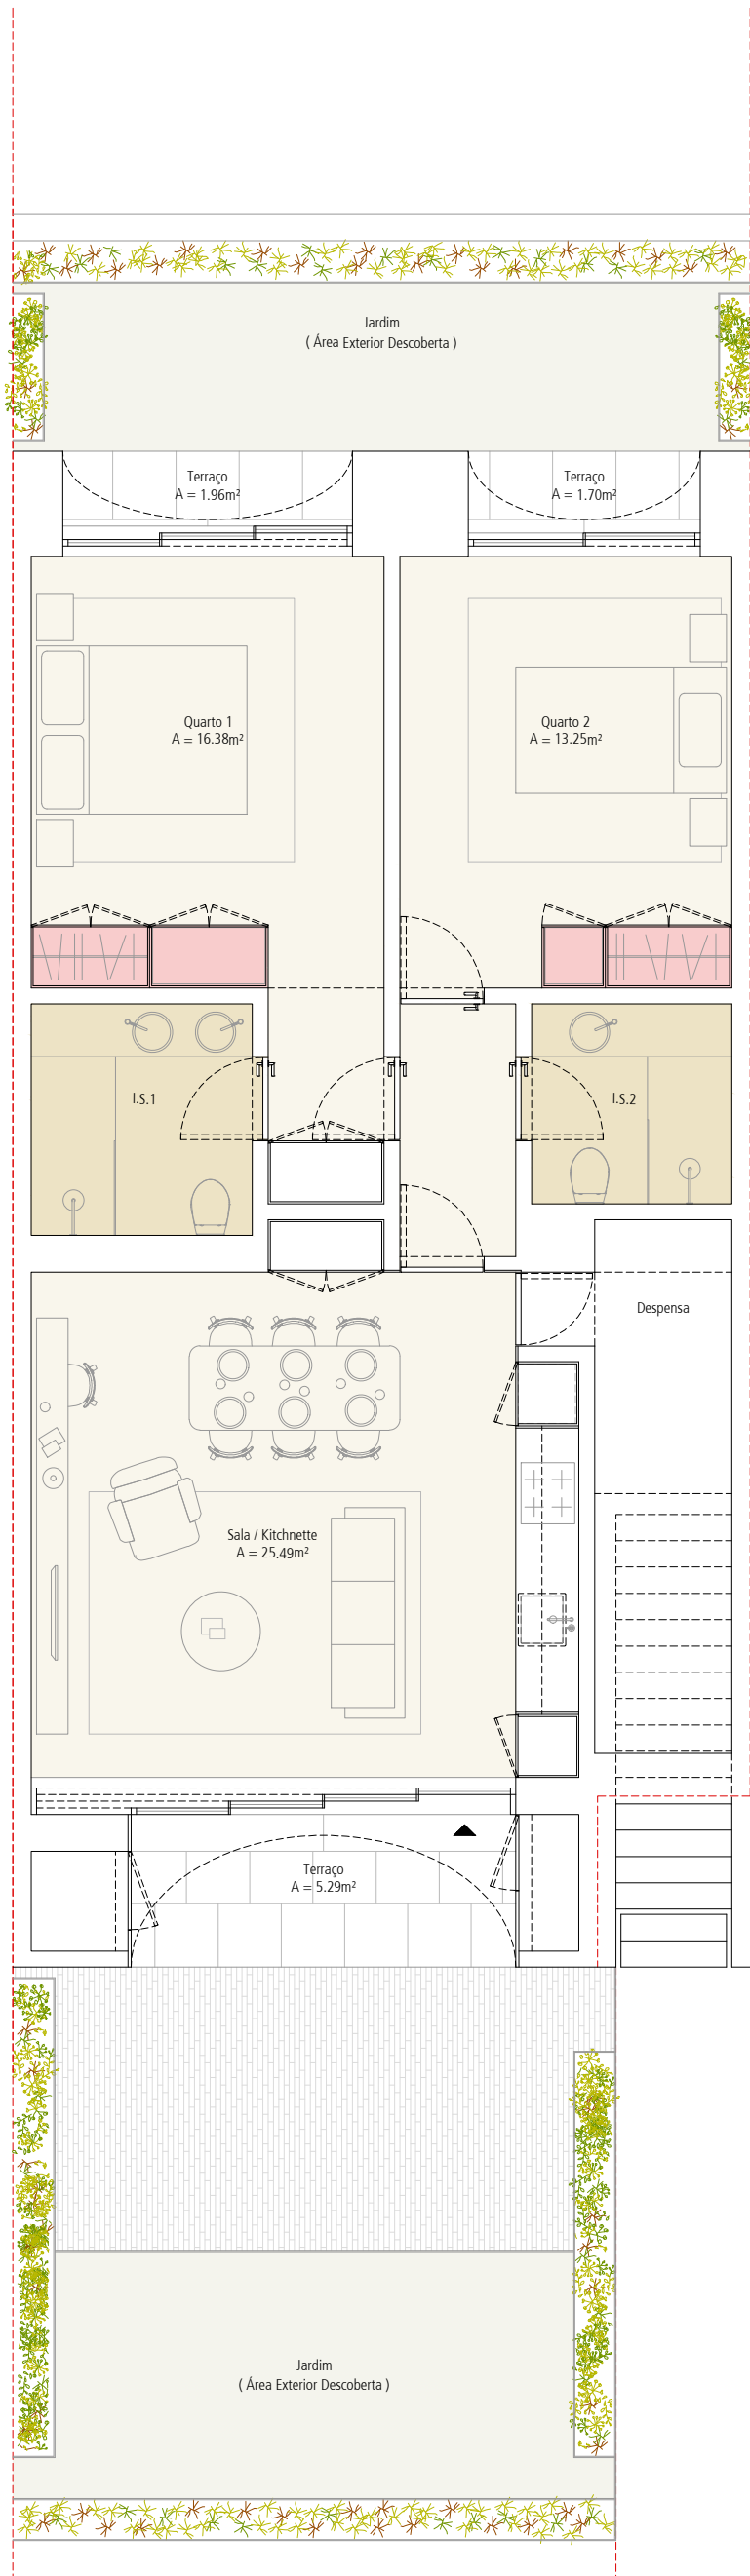 Jardim
( Área Exterior Descoberta )
Terraço
A = 1.96m²
Terraço
A = 1.70m²
Quarto 1
A = 16.38m²
Quarto 2
A = 13.25m²
I.S.1
I.S.2
Despensa
Sala / Kitchnette
A = 25.49m²
Terraço
A = 5.29m²
Jardim
( Área Exterior Descoberta )